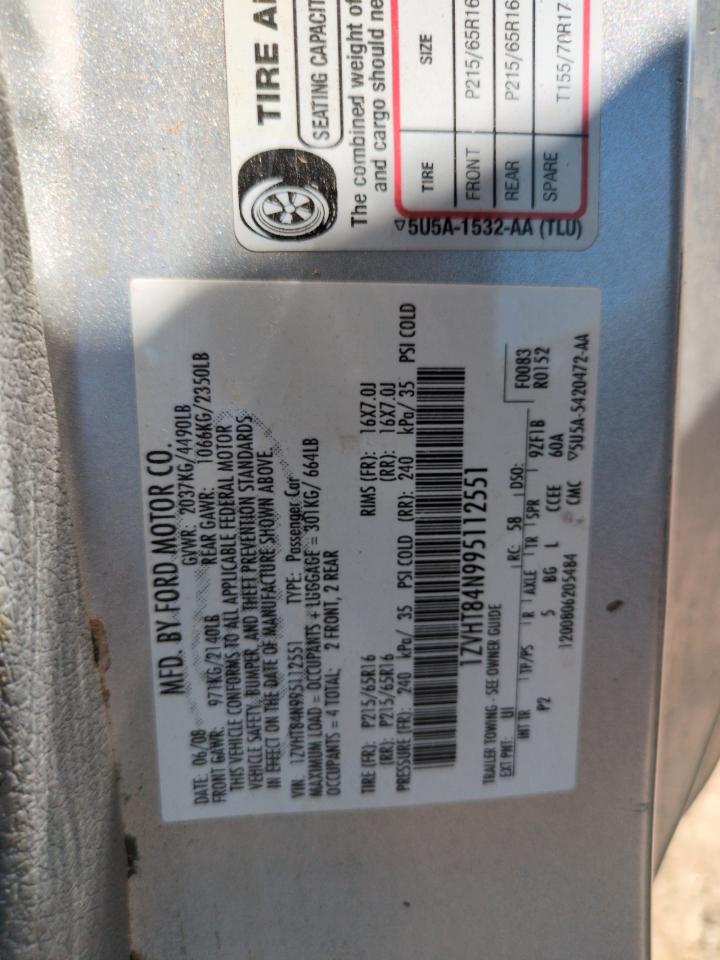 TIRE A
SEATING CAPACIT
The combined weight of
and cargo should ne
TIRE SIZE
FRONT P215/65R16
REAR P215/65R16
SPARE T155/70R17
5U5A-1532-AA (TLU)
MFD. BY FORD MOTOR CO.
DATE: 06/08 GVWR: 2037KG/4490LB
FRONT GAWR: 971KG/2140LB REAR GAWR: 1066KG/2350LB
THIS VEHICLE CONFORMS TO ALL APPLICABLE FEDERAL MOTOR
VEHICLE SAFETY, BUMPER, AND THEFT PREVENTION STANDARDS
IN EFFECT ON THE DATE OF MANUFACTURE SHOWN ABOVE.
VIN: 1ZVHT84N995112551 TYPE: Passenger Car
MAXIMUM LOAD = OCCUPANTS + LUGGAGE = 301KG/ 664LB
OCCUPANTS = 4 TOTAL: 2 FRONT, 2 REAR
TIRE (FR): P215/65R16 RIMS (FR): 16X7.0J
(RR): P215/65R16 (RR): 16X7.0J
PRESSURE (FR): 240 kPa/ 35 PSI COLD (RR): 240 kPa/ 35 PSI COLD
1ZVHT84N995112551
TRAILER TOWING - SEE OWNER GUIDE
EXT PNT: UI RC: 58 DSO: F0083
INT TR TP/PS R AXLE TR SPR 9ZF1B R0152
P2 5 BG L CCEE 60A
1200806205484 CMC 5U5A-5420472-AA